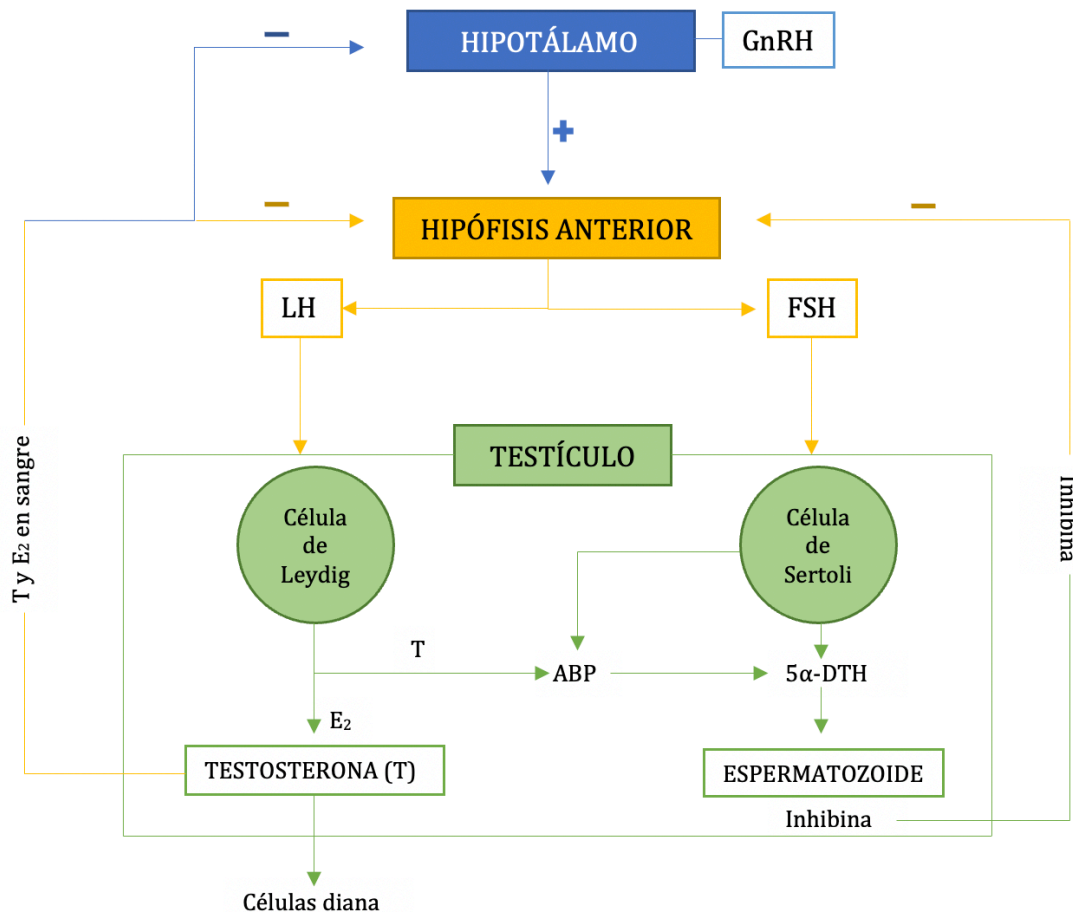 HIPOTÁLAMO
GnRH
HIPÓFISIS ANTERIOR
LH
FSH
TESTÍCULO
Célula
de
Leydig
Célula
de
Sertoli
T y E₂ en sangre
Inhibina
T
ABP
5α-DTH
E₂
TESTOSTERONA (T)
ESPERMATOZOIDE
Inhibina
Células diana